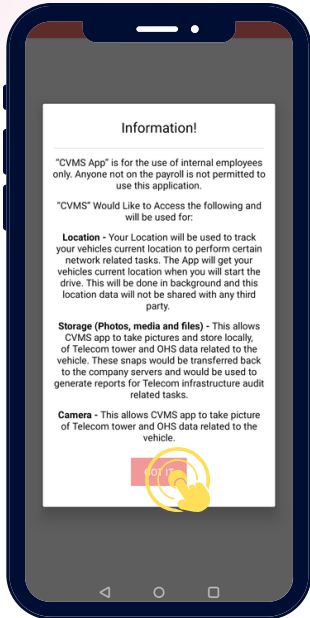 Information!
"CVMS App" is for the use of internal employees
only. Anyone not on the payroll is not permitted to
use this application.
"CVMS" Would Like to Access the following and
will be used for:
Location - Your Location will be used to track
your vehicles current location to perform certain
network related tasks. The App will get your
vehicles current location when you will start the
drive. This will be done in background and this
location data will not be shared with any third
party.
Storage (Photos, media and files) - This allows
CVMS app to take pictures and store locally,
of Telecom tower and OHS data related to the
vehicle. These snaps would be transferred back
to the company servers and would be used to
generate reports for Telecom infrastructure audit
related tasks.
Camera - This allows CVMS app to take picture
of Telecom tower and OHS data related to the
vehicle.
GOT IT